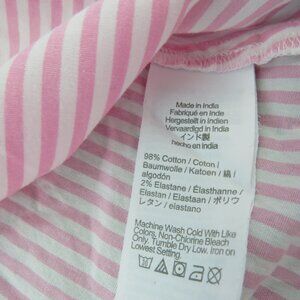 Made in India
Fabriqué en Inde
Hergestellt in Indien
Vervaardigd in India
インド製
hecho en India
98% Cotton / Coton /
Baumwolle / Katoen / 綿 /
algodón
2% Elastane / Élasthanne /
Elastan / Elastaan / ポリウ
レタン / elastano
Machine Wash Cold With Like
Colors. Non-Chlorine Bleach
Only. Tumble Dry Low. Iron on
Lowest Setting.